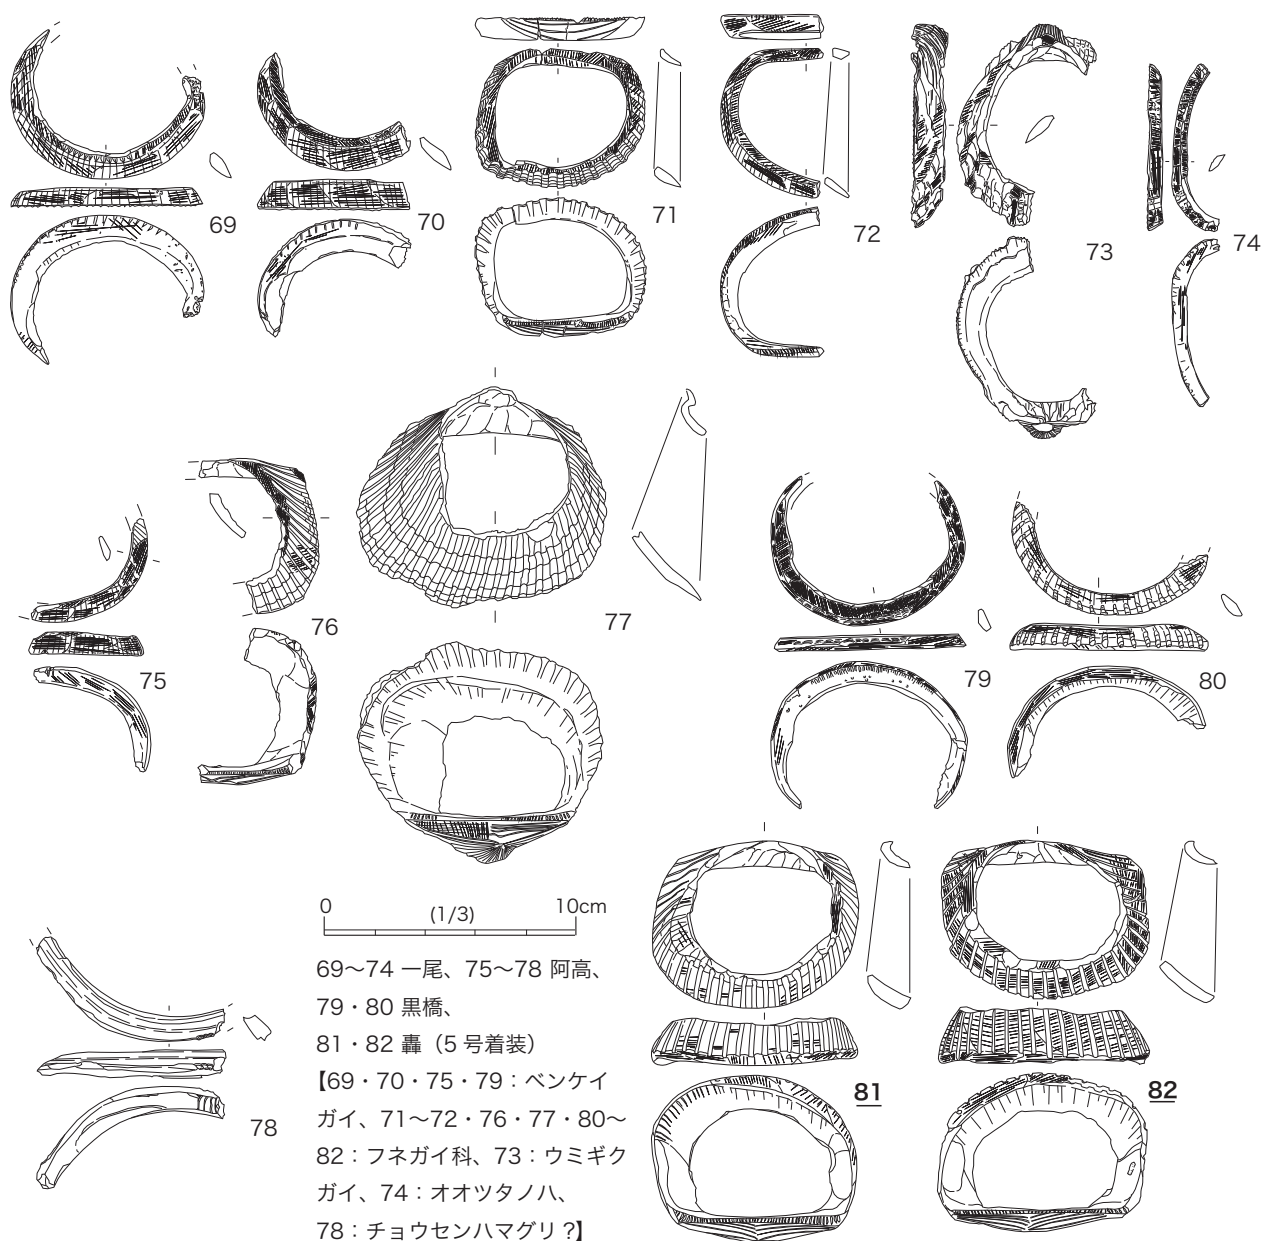 69
70
71
72
73
74
75
76
77
79
80
0 (1/3) 10cm
69〜74 一尾、75〜78 阿高、
79・80 黒橋、
81・82 轟（5 号着装）
【69・70・75・79：ベンケイ
ガイ、71〜72・76・77・80〜
82：フネガイ科、73：ウミギク
ガイ、74：オオツタノハ、
78：チョウセンハマグリ？】
78
81
82